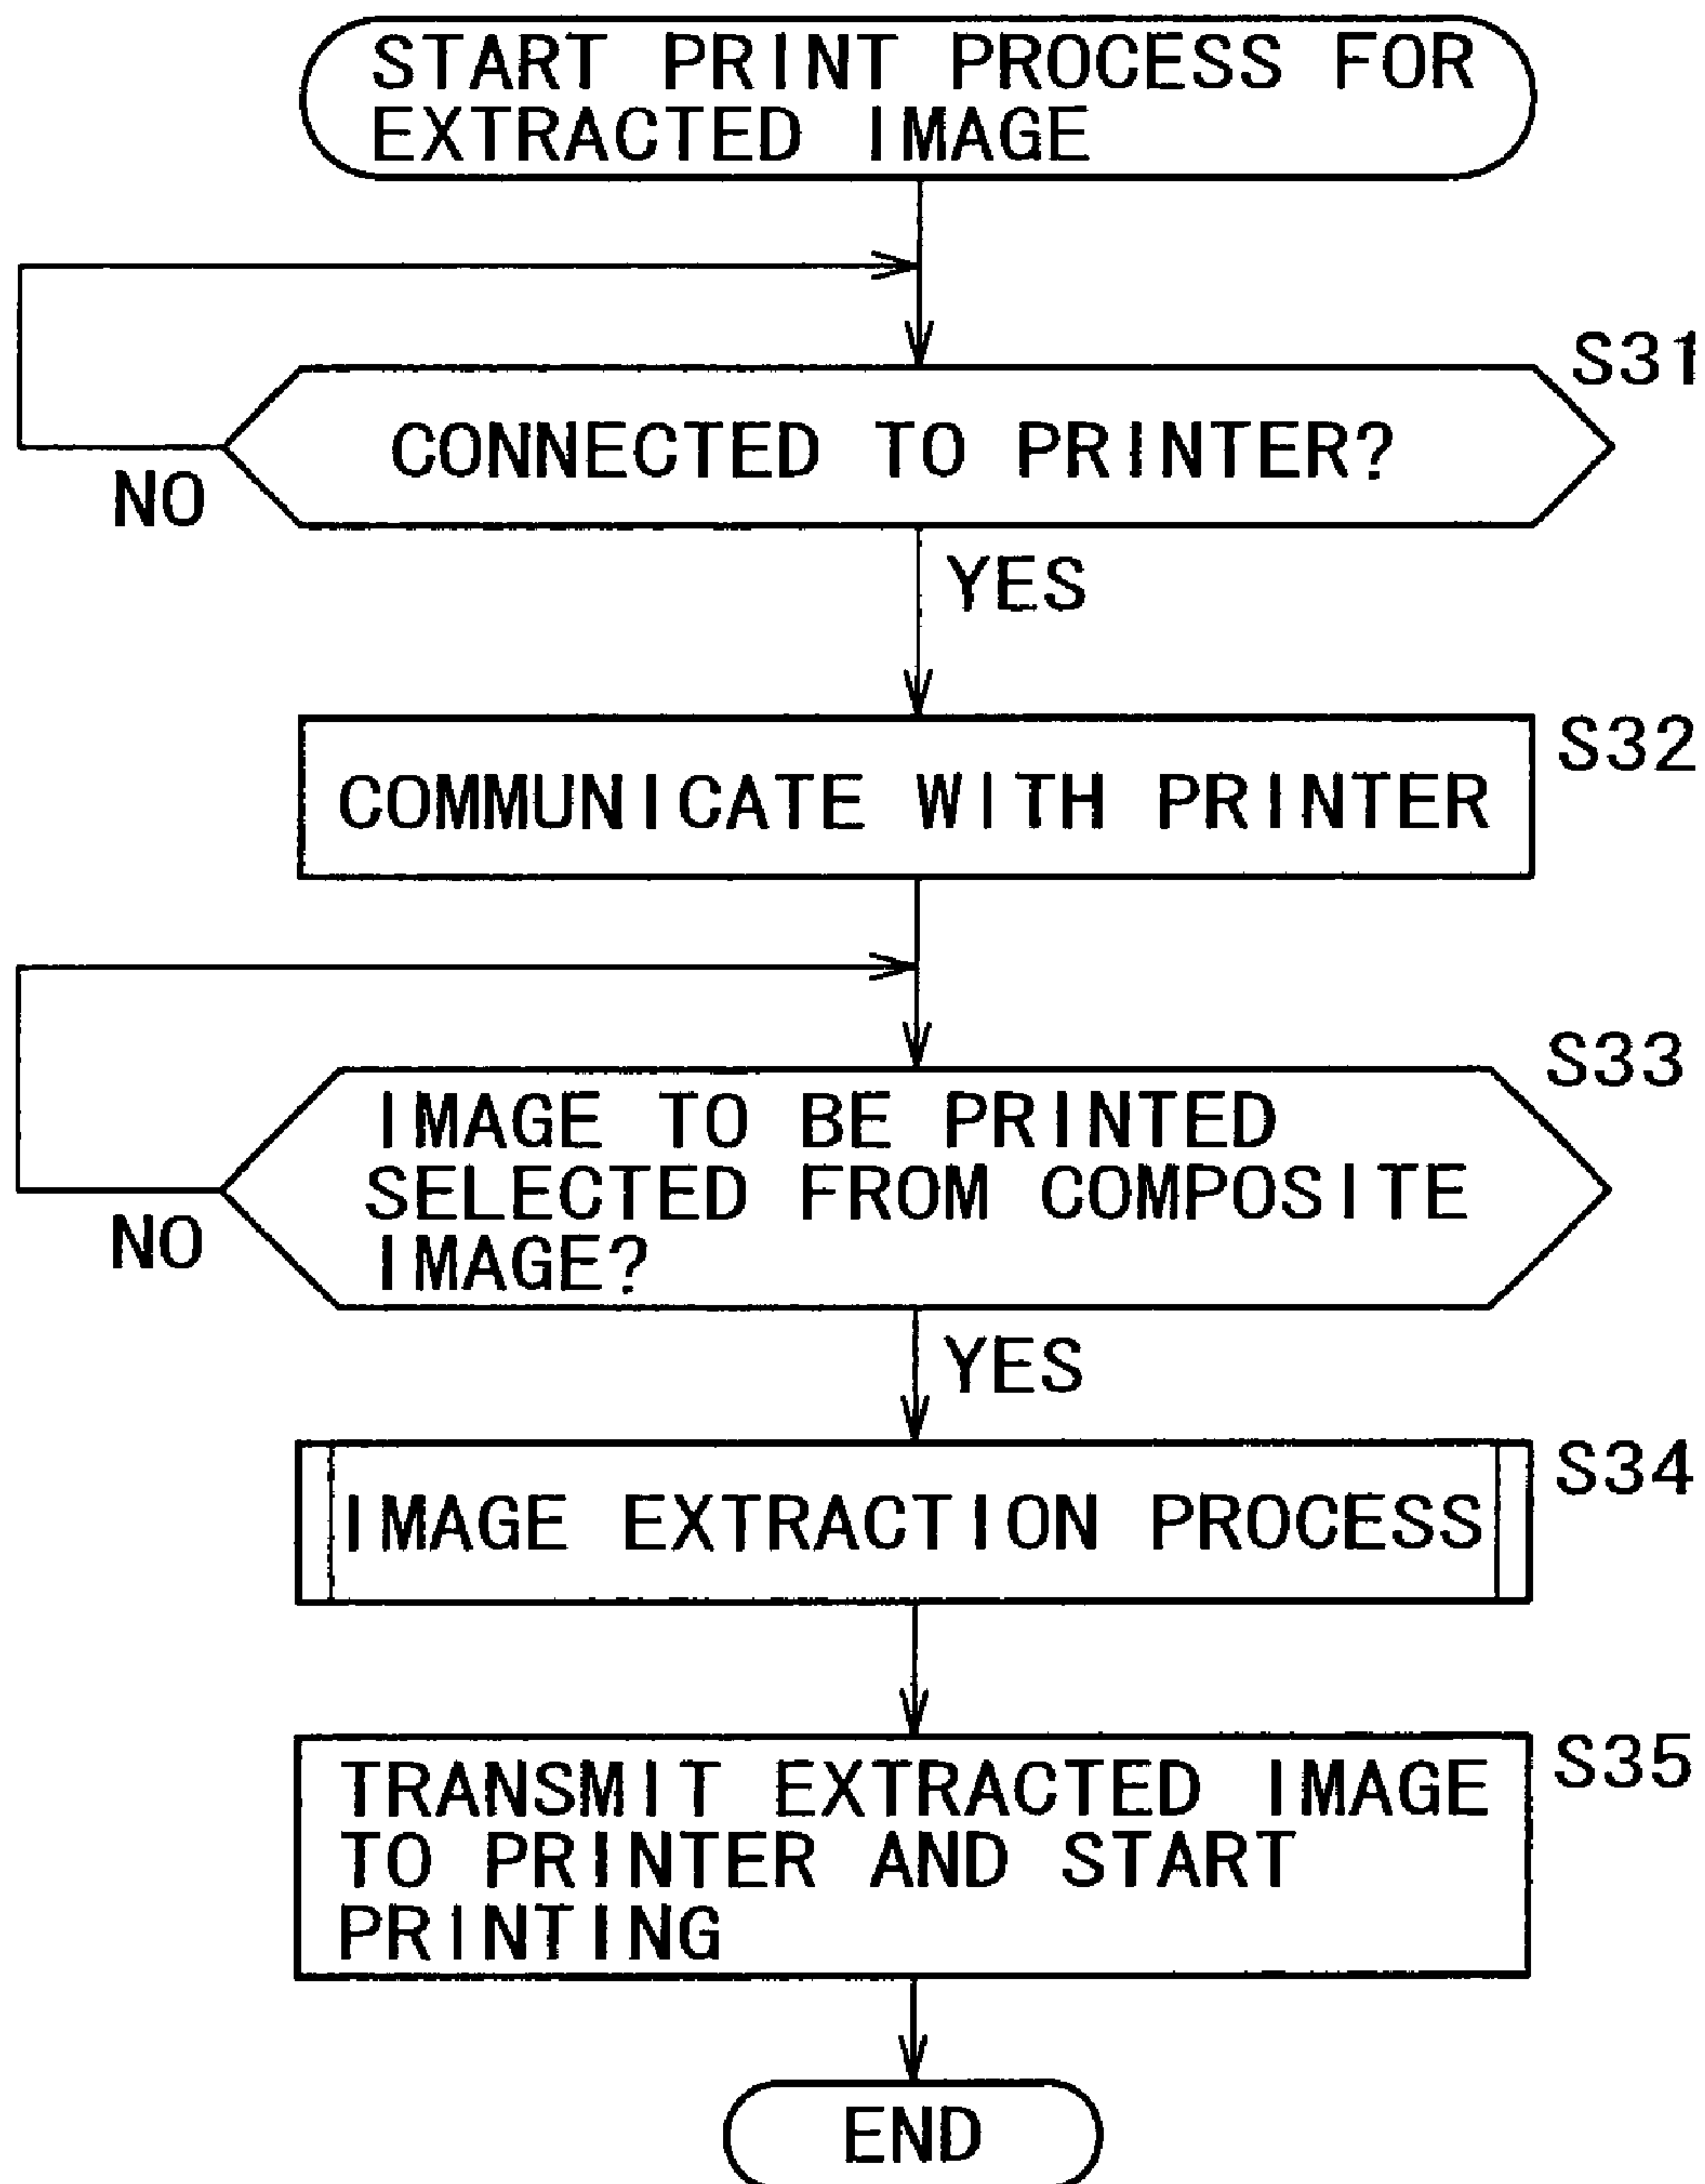 START PRINT PROCESS FOR
EXTRACTED IMAGE
S31
CONNECTED TO PRINTER?
NO
YES
S32
COMMUNICATE WITH PRINTER
S33
IMAGE TO BE PRINTED
SELECTED FROM COMPOSITE
IMAGE?
NO
YES
S34
IMAGE EXTRACTION PROCESS
S35
TRANSMIT EXTRACTED IMAGE
TO PRINTER AND START
PRINTING
END